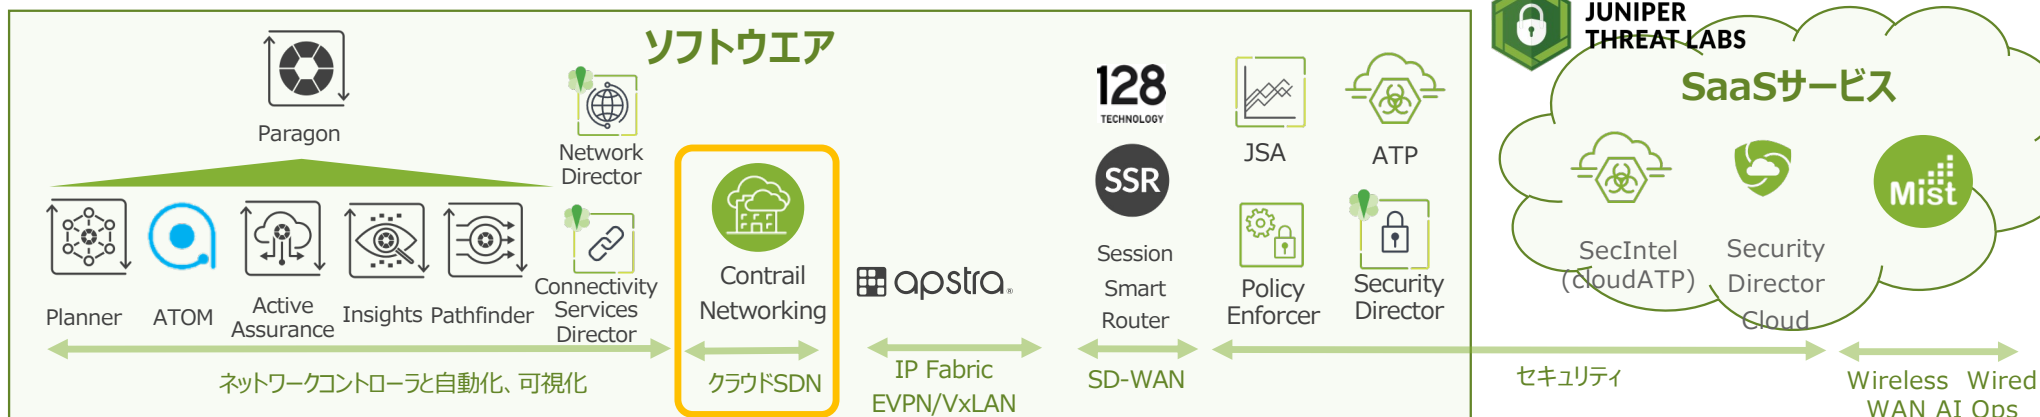 ソフトウエア
Paragon
Planner
ATOM
Active
Assurance
Insights
Pathfinder
Network
Director
Connectivity
Services
Director
ネットワークコントローラと自動化、可視化
Contrail
Networking
クラウドSDN
apstra®
IP Fabric
EVPN/VxLAN
128
TECHNOLOGY
SSR
Session
Smart
Router
SD-WAN
JSA
ATP
Policy
Enforcer
Security
Director
セキュリティ
JUNIPER
THREAT LABS
SaaSサービス
SecIntel
(cloudATP)
Security
Director
Cloud
Mist
Wireless Wired
WAN AI Ops